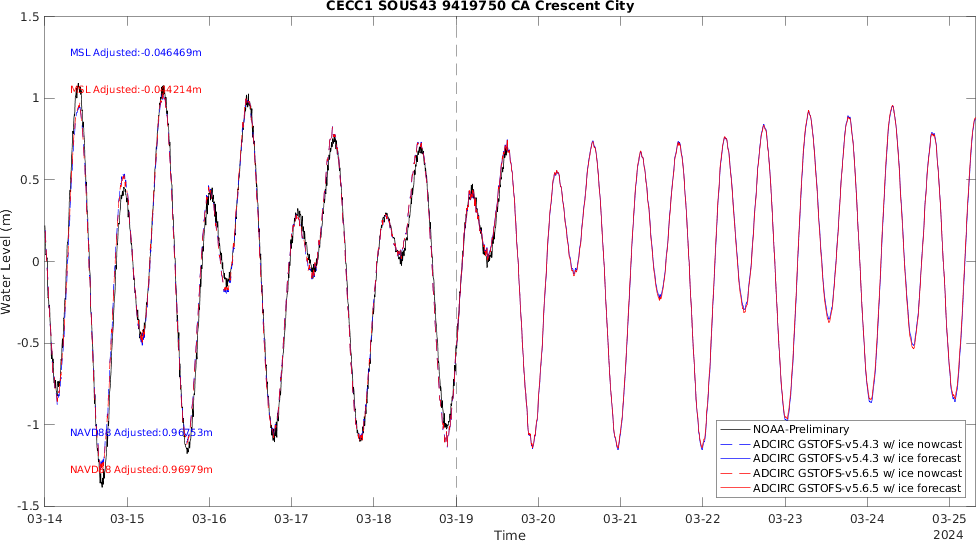 CECC1 SOUS43 9419750 CA Crescent City
1.5
MSL Adjusted:-0.046469m
MSL Adjusted:-0.044214m
1
0.5
0
-0.5
-1
-1.5
Water Level (m)
NAVD88 Adjusted:0.96753m
NAVD88 Adjusted:0.96979m
NOAA-Preliminary
ADCIRC GSTOFS-v5.4.3 w/ ice nowcast
ADCIRC GSTOFS-v5.4.3 w/ ice forecast
ADCIRC GSTOFS-v5.6.5 w/ ice nowcast
ADCIRC GSTOFS-v5.6.5 w/ ice forecast
03-14 03-15 03-16 03-17 03-18 03-19 03-20 03-21 03-22 03-23 03-24 03-25
Time
2024